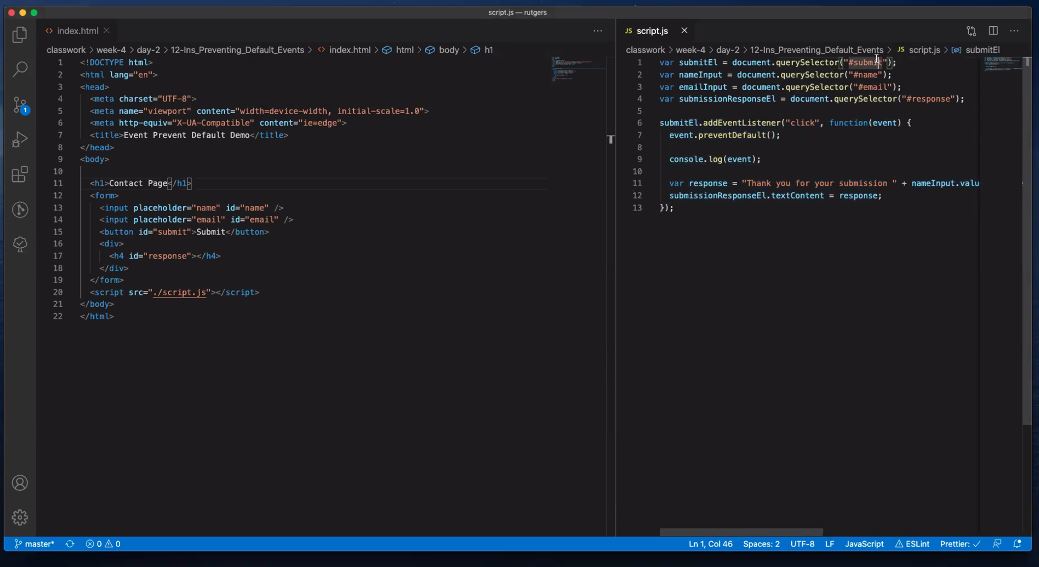 script.js — rutgers
index.html
classwork > week-4 > day-2 > 12-Ins_Preventing_Default_Events > index.html > html > body > h1
1 <!DOCTYPE html>
2 <html lang="en">
3 <head>
4 <meta charset="UTF-8">
5 <meta name="viewport" content="width=device-width, initial-scale=1.0">
6 <meta http-equiv="X-UA-Compatible" content="ie=edge">
7 <title>Event Prevent Default Demo</title>
8 </head>
9 <body>
10
11 <h1>Contact Page</h1>
12 <form>
13 <input placeholder="name" id="name" />
14 <input placeholder="email" id="email" />
15 <button id="submit">Submit</button>
16 <div>
17 <h4 id="response"></h4>
18 </div>
19 </form>
20 <script src="./script.js"></script>
21 </body>
22 </html>
JS script.js
classwork > week-4 > day-2 > 12-Ins_Preventing_Default_Events > JS script.js > submitEl
1 var submitEl = document.querySelector("#submit");
2 var nameInput = document.querySelector("#name");
3 var emailInput = document.querySelector("#email");
4 var submissionResponseEl = document.querySelector("#response");
5
6 submitEl.addEventListener("click", function(event) {
7 event.preventDefault();
8
9 console.log(event);
10
11 var response = "Thank you for your submission " + nameInput.valu
12 submissionResponseEl.textContent = response;
13 });
1
master* 0 0 Ln 1, Col 46 Spaces: 2 UTF-8 LF JavaScript ESLint Prettier: ✓